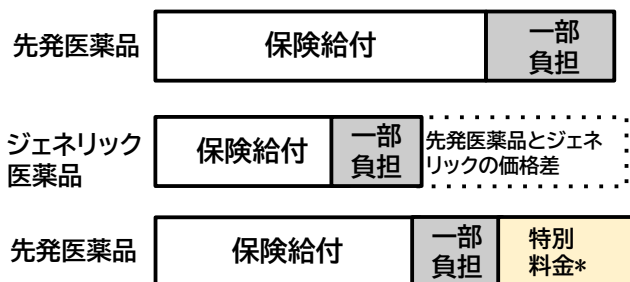 先発医薬品
保険給付
一部
負担
ジェネリック
医薬品
保険給付
一部
負担
先発医薬品とジェネ
リックの価格差
先発医薬品
保険給付
一部
負担
特別
料金*